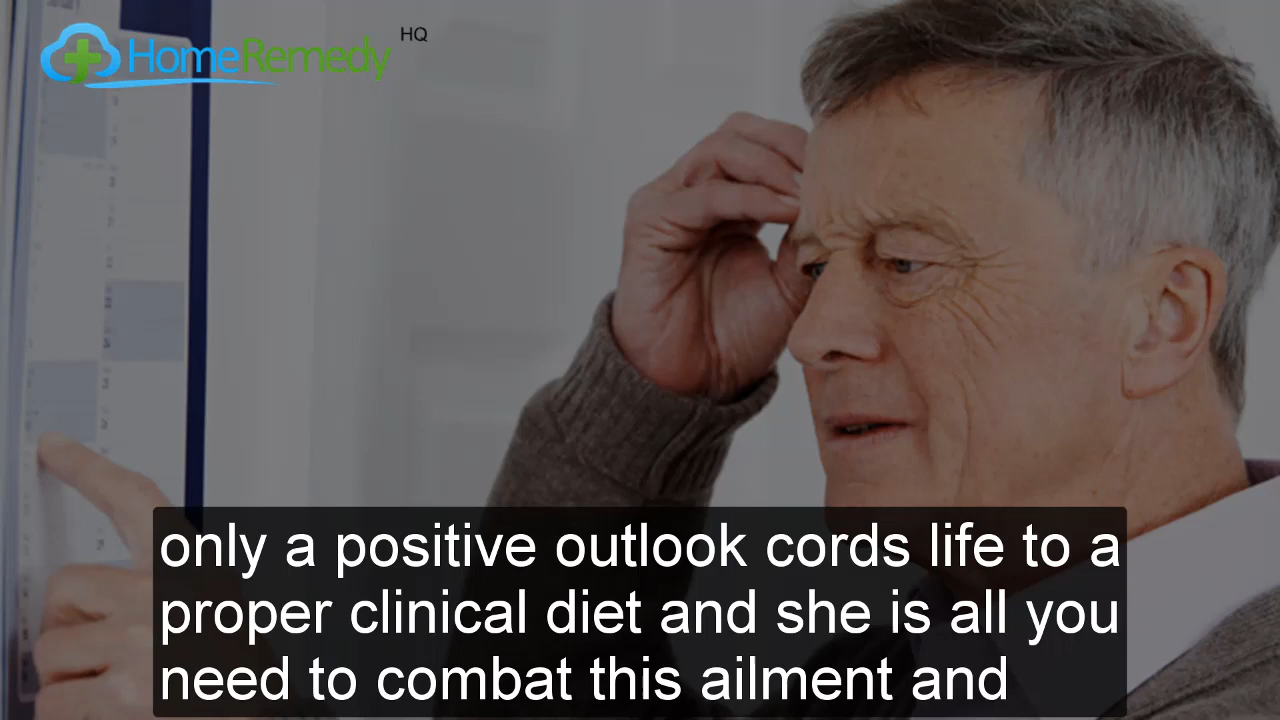 HomeRemedy HQ
only a positive outlook cords life to a
proper clinical diet and she is all you
need to combat this ailment and